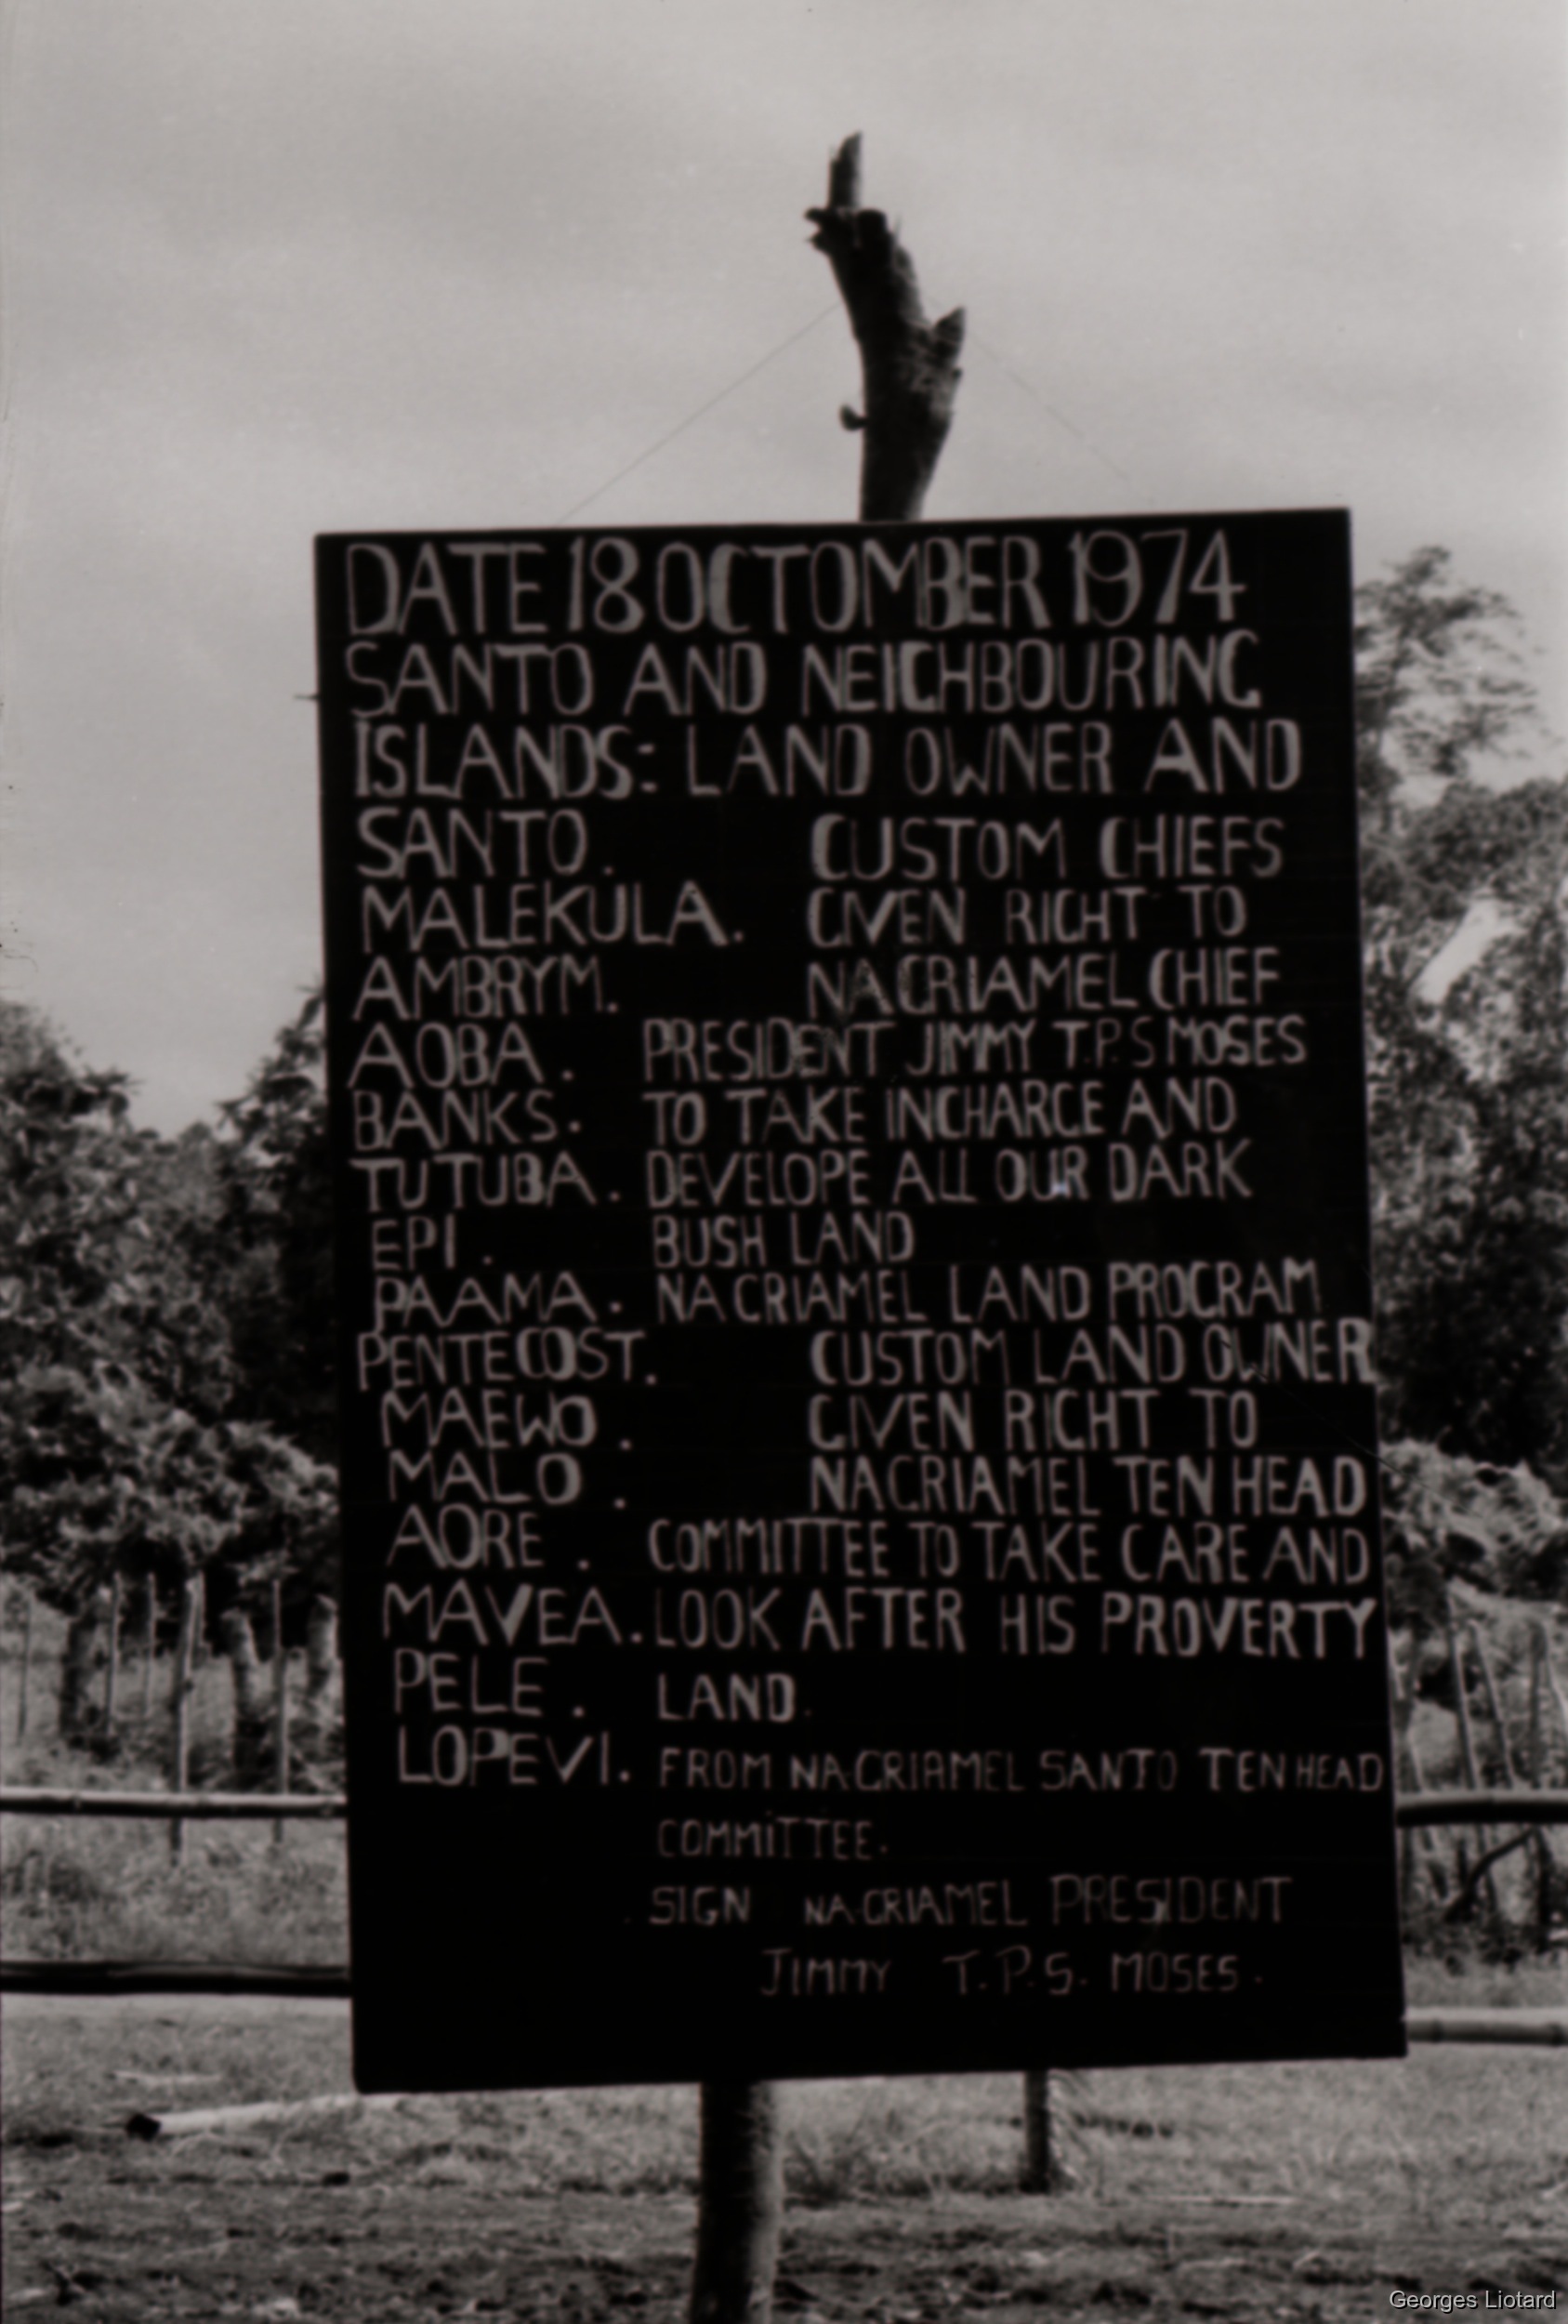 DATE 18 OCTOMBER 1974
SANTO AND NEIGHBOURING
ISLANDS: LAND OWNER AND
SANTO. CUSTOM CHIEFS
MALEKULA. GIVEN RIGHT TO
AMBRYM. NAGRIAMEL CHIEF
AOBA. PRESIDENT JIMMY T.P.S MOSES
BANKS. TO TAKE INCHARGE AND
TUTUBA. DEVELOPE ALL OUR DARK
EPI. BUSH LAND
PAAMA. NAGRIAMEL LAND PROGRAM
PENTECOST. CUSTOM LAND OWNER
MAEWO. GIVEN RIGHT TO
MALO. NAGRIAMEL TEN HEAD
AORE. COMMITTEE TO TAKE CARE AND
MAVEA. LOOK AFTER HIS PROVERTY
PELE. LAND.
LOPEVI. FROM NAGRIAMEL SANTO TEN HEAD
COMMITTEE.
SIGN NAGRIAMEL PRESIDENT
JIMMY T.P.S. MOSES.
Georges Liotard